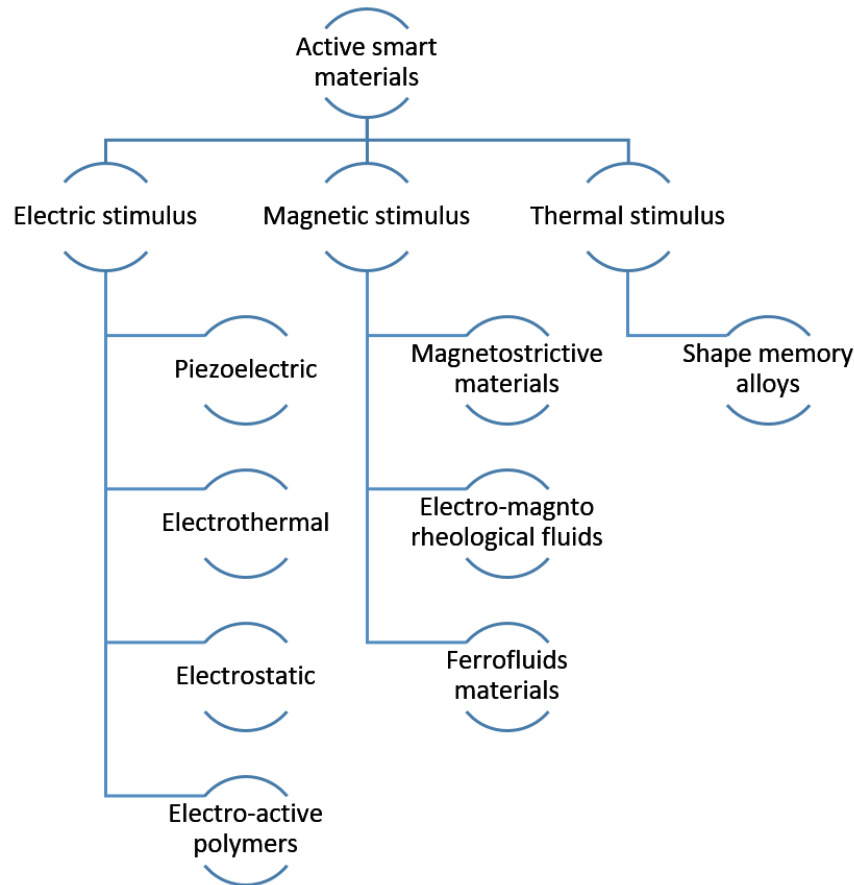 Active smart
materials
Electric stimulus
Magnetic stimulus
Thermal stimulus
Piezoelectric
Magnetostrictive
materials
Shape memory
alloys
Electrothermal
Electro-magnto
rheological fluids
Electrostatic
Ferrofluids
materials
Electro-active
polymers